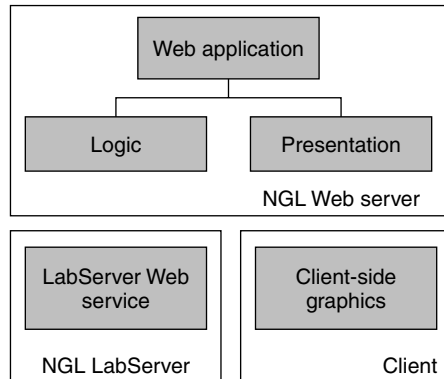 Web application
Logic
Presentation
NGL Web server
LabServer Web
service
NGL LabServer
Client-side
graphics
Client